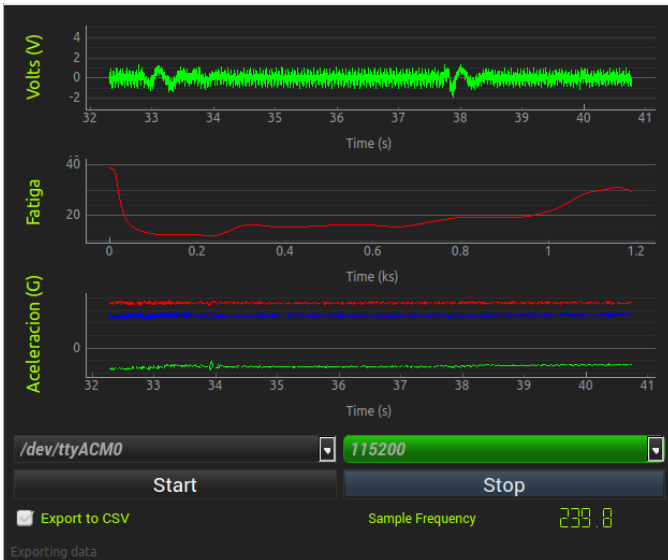 Volts (V)
4
2
0
-2
32 33 34 35 36 37 38 39 40 41
Time (s)
Fatiga
40
20
0 0.2 0.4 0.6 0.8 1 1.2
Time (ks)
Aceleracion (G)
0
32 33 34 35 36 37 38 39 40 41
Time (s)
/dev/ttyACM0 115200
Start Stop
Export to CSV Sample Frequency 239.8
Exporting data